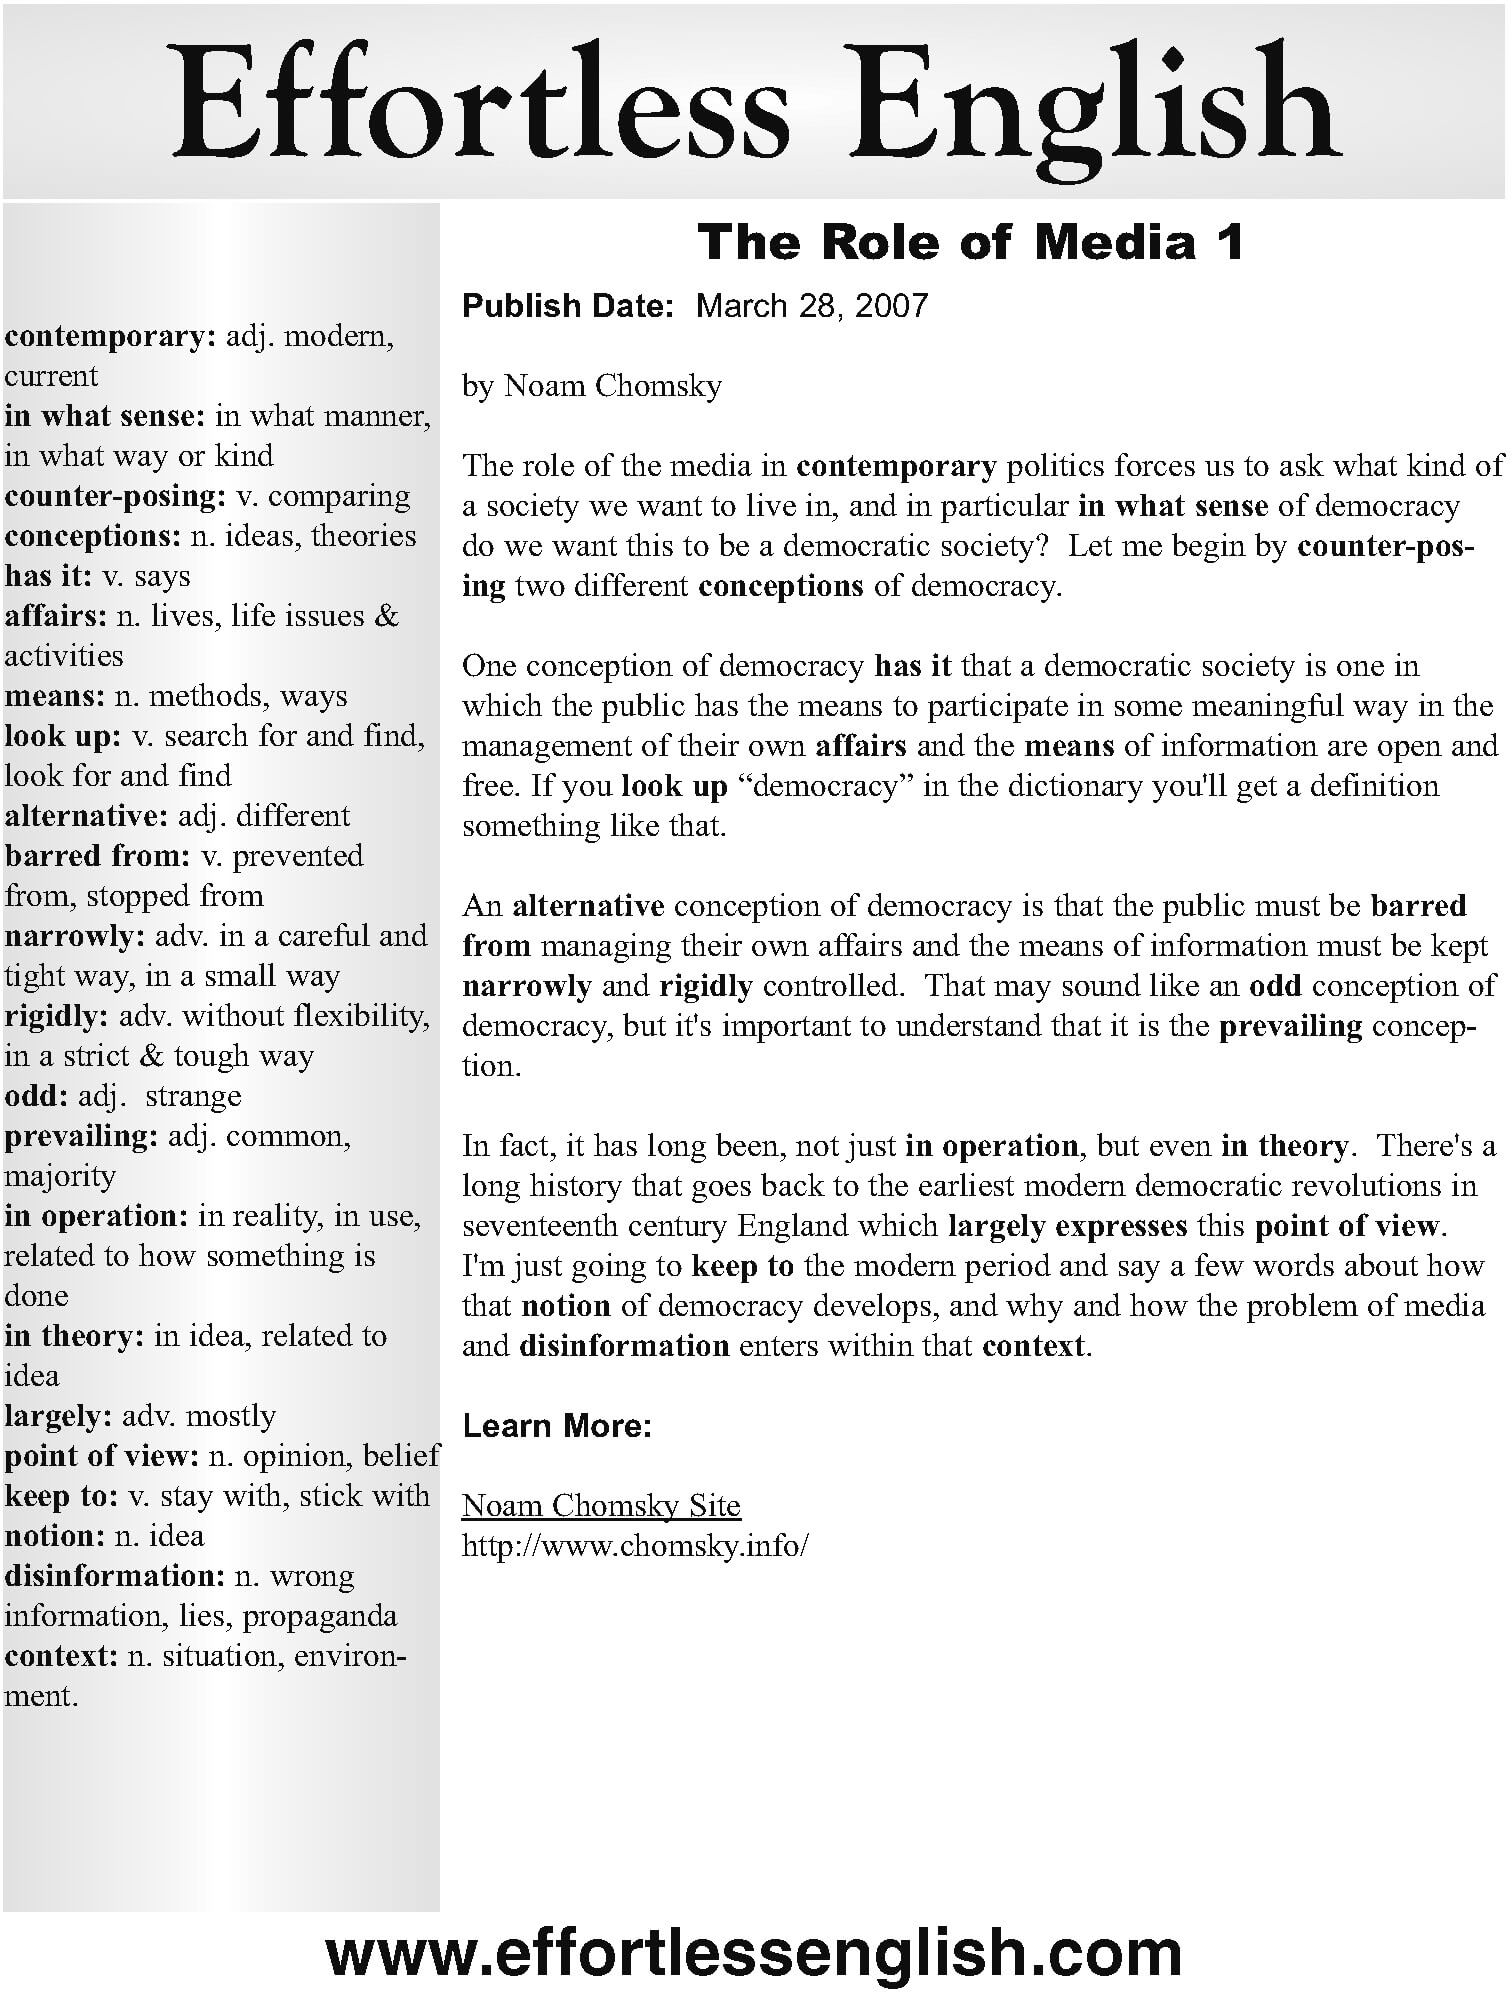 Effortless English
contemporary: adj. modern,
current
in what sense: in what manner,
in what way or kind
counter-posing: v. comparing
conceptions: n. ideas, theories
has it: v. says
affairs: n. lives, life issues &
activities
means: n. methods, ways
look up: v. search for and find,
look for and find
alternative: adj. different
barred from: v. prevented
from, stopped from
narrowly: adv. in a careful and
tight way, in a small way
rigidly: adv. without flexibility,
in a strict & tough way
odd: adj.  strange
prevailing: adj. common,
majority
in operation: in reality, in use,
related to how something is
done
in theory: in idea, related to
idea
largely: adv. mostly
point of view: n. opinion, belief
keep to: v. stay with, stick with
notion: n. idea
disinformation: n. wrong
information, lies, propaganda
context: n. situation, environ-
ment.
The Role of Media 1
Publish Date:  March 28, 2007
by Noam Chomsky
The role of the media in contemporary politics forces us to ask what kind of
a society we want to live in, and in particular in what sense of democracy
do we want this to be a democratic society?  Let me begin by counter-pos-
ing two different conceptions of democracy.
One conception of democracy has it that a democratic society is one in
which the public has the means to participate in some meaningful way in the
management of their own affairs and the means of information are open and
free. If you look up “democracy” in the dictionary you'll get a definition
something like that.
An alternative conception of democracy is that the public must be barred
from managing their own affairs and the means of information must be kept
narrowly and rigidly controlled.  That may sound like an odd conception of
democracy, but it's important to understand that it is the prevailing concep-
tion.
In fact, it has long been, not just in operation, but even in theory.  There's a
long history that goes back to the earliest modern democratic revolutions in
seventeenth century England which largely expresses this point of view.
I'm just going to keep to the modern period and say a few words about how
that notion of democracy develops, and why and how the problem of media
and disinformation enters within that context.
Learn More:
Noam Chomsky Site
http://www.chomsky.info/
www.effortlessenglish.com